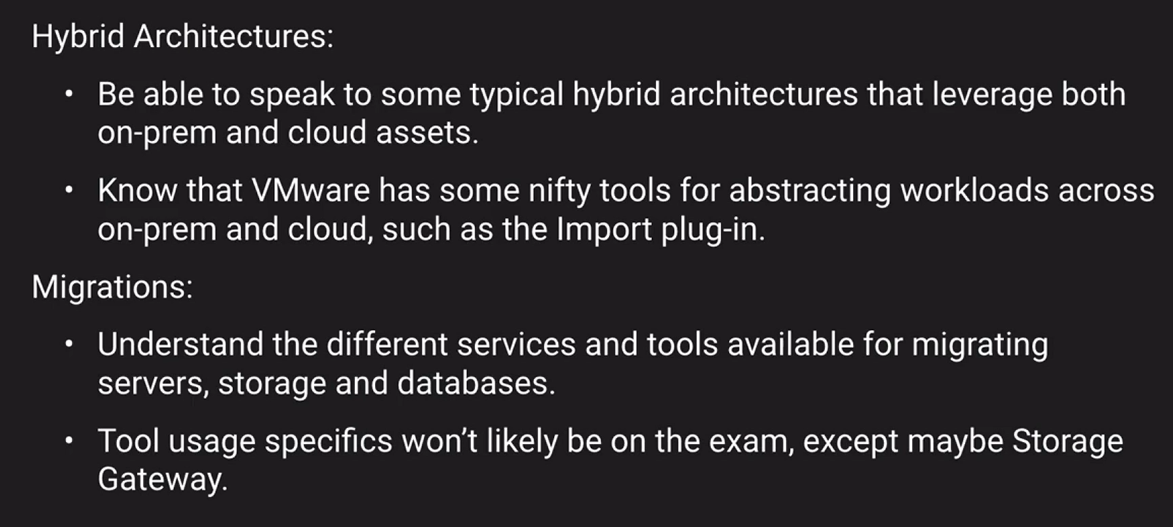 Hybrid Architectures:
• Be able to speak to some typical hybrid architectures that leverage both
on-prem and cloud assets.
• Know that VMware has some nifty tools for abstracting workloads across
on-prem and cloud, such as the Import plug-in.
Migrations:
• Understand the different services and tools available for migrating
servers, storage and databases.
• Tool usage specifics won’t likely be on the exam, except maybe Storage
Gateway.